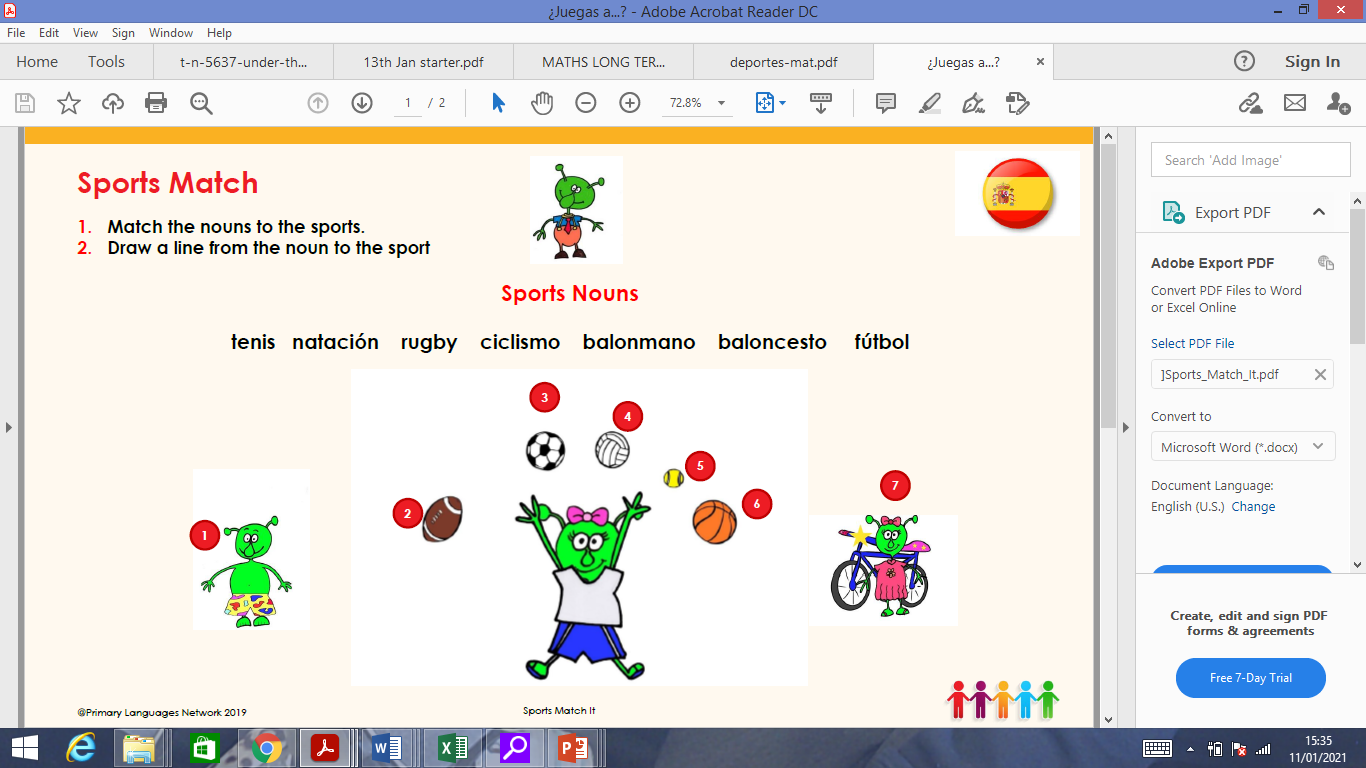 ¿Juegas a...? - Adobe Acrobat Reader DC
File Edit View Sign Window Help
Home Tools t-n-5637-under-th... 13th Jan starter.pdf MATHS LONG TER... deportes-mat.pdf ¿Juegas a...? × ? Sign In
1 / 2 72.8%
Search 'Add Image'
Sports Match
1. Match the nouns to the sports.
2. Draw a line from the noun to the sport
Sports Nouns
tenis natación rugby ciclismo balonmano baloncesto fútbol
3
4
5
7
2
6
1
@Primary Languages Network 2019
Sports Match It
Export PDF
Adobe Export PDF
Convert PDF Files to Word
or Excel Online
Select PDF File
]Sports_Match_It.pdf
Convert to
Microsoft Word (*.docx)
Document Language:
English (U.S.) Change
Create, edit and sign PDF
forms & agreements
Free 7-Day Trial
15:35
11/01/2021